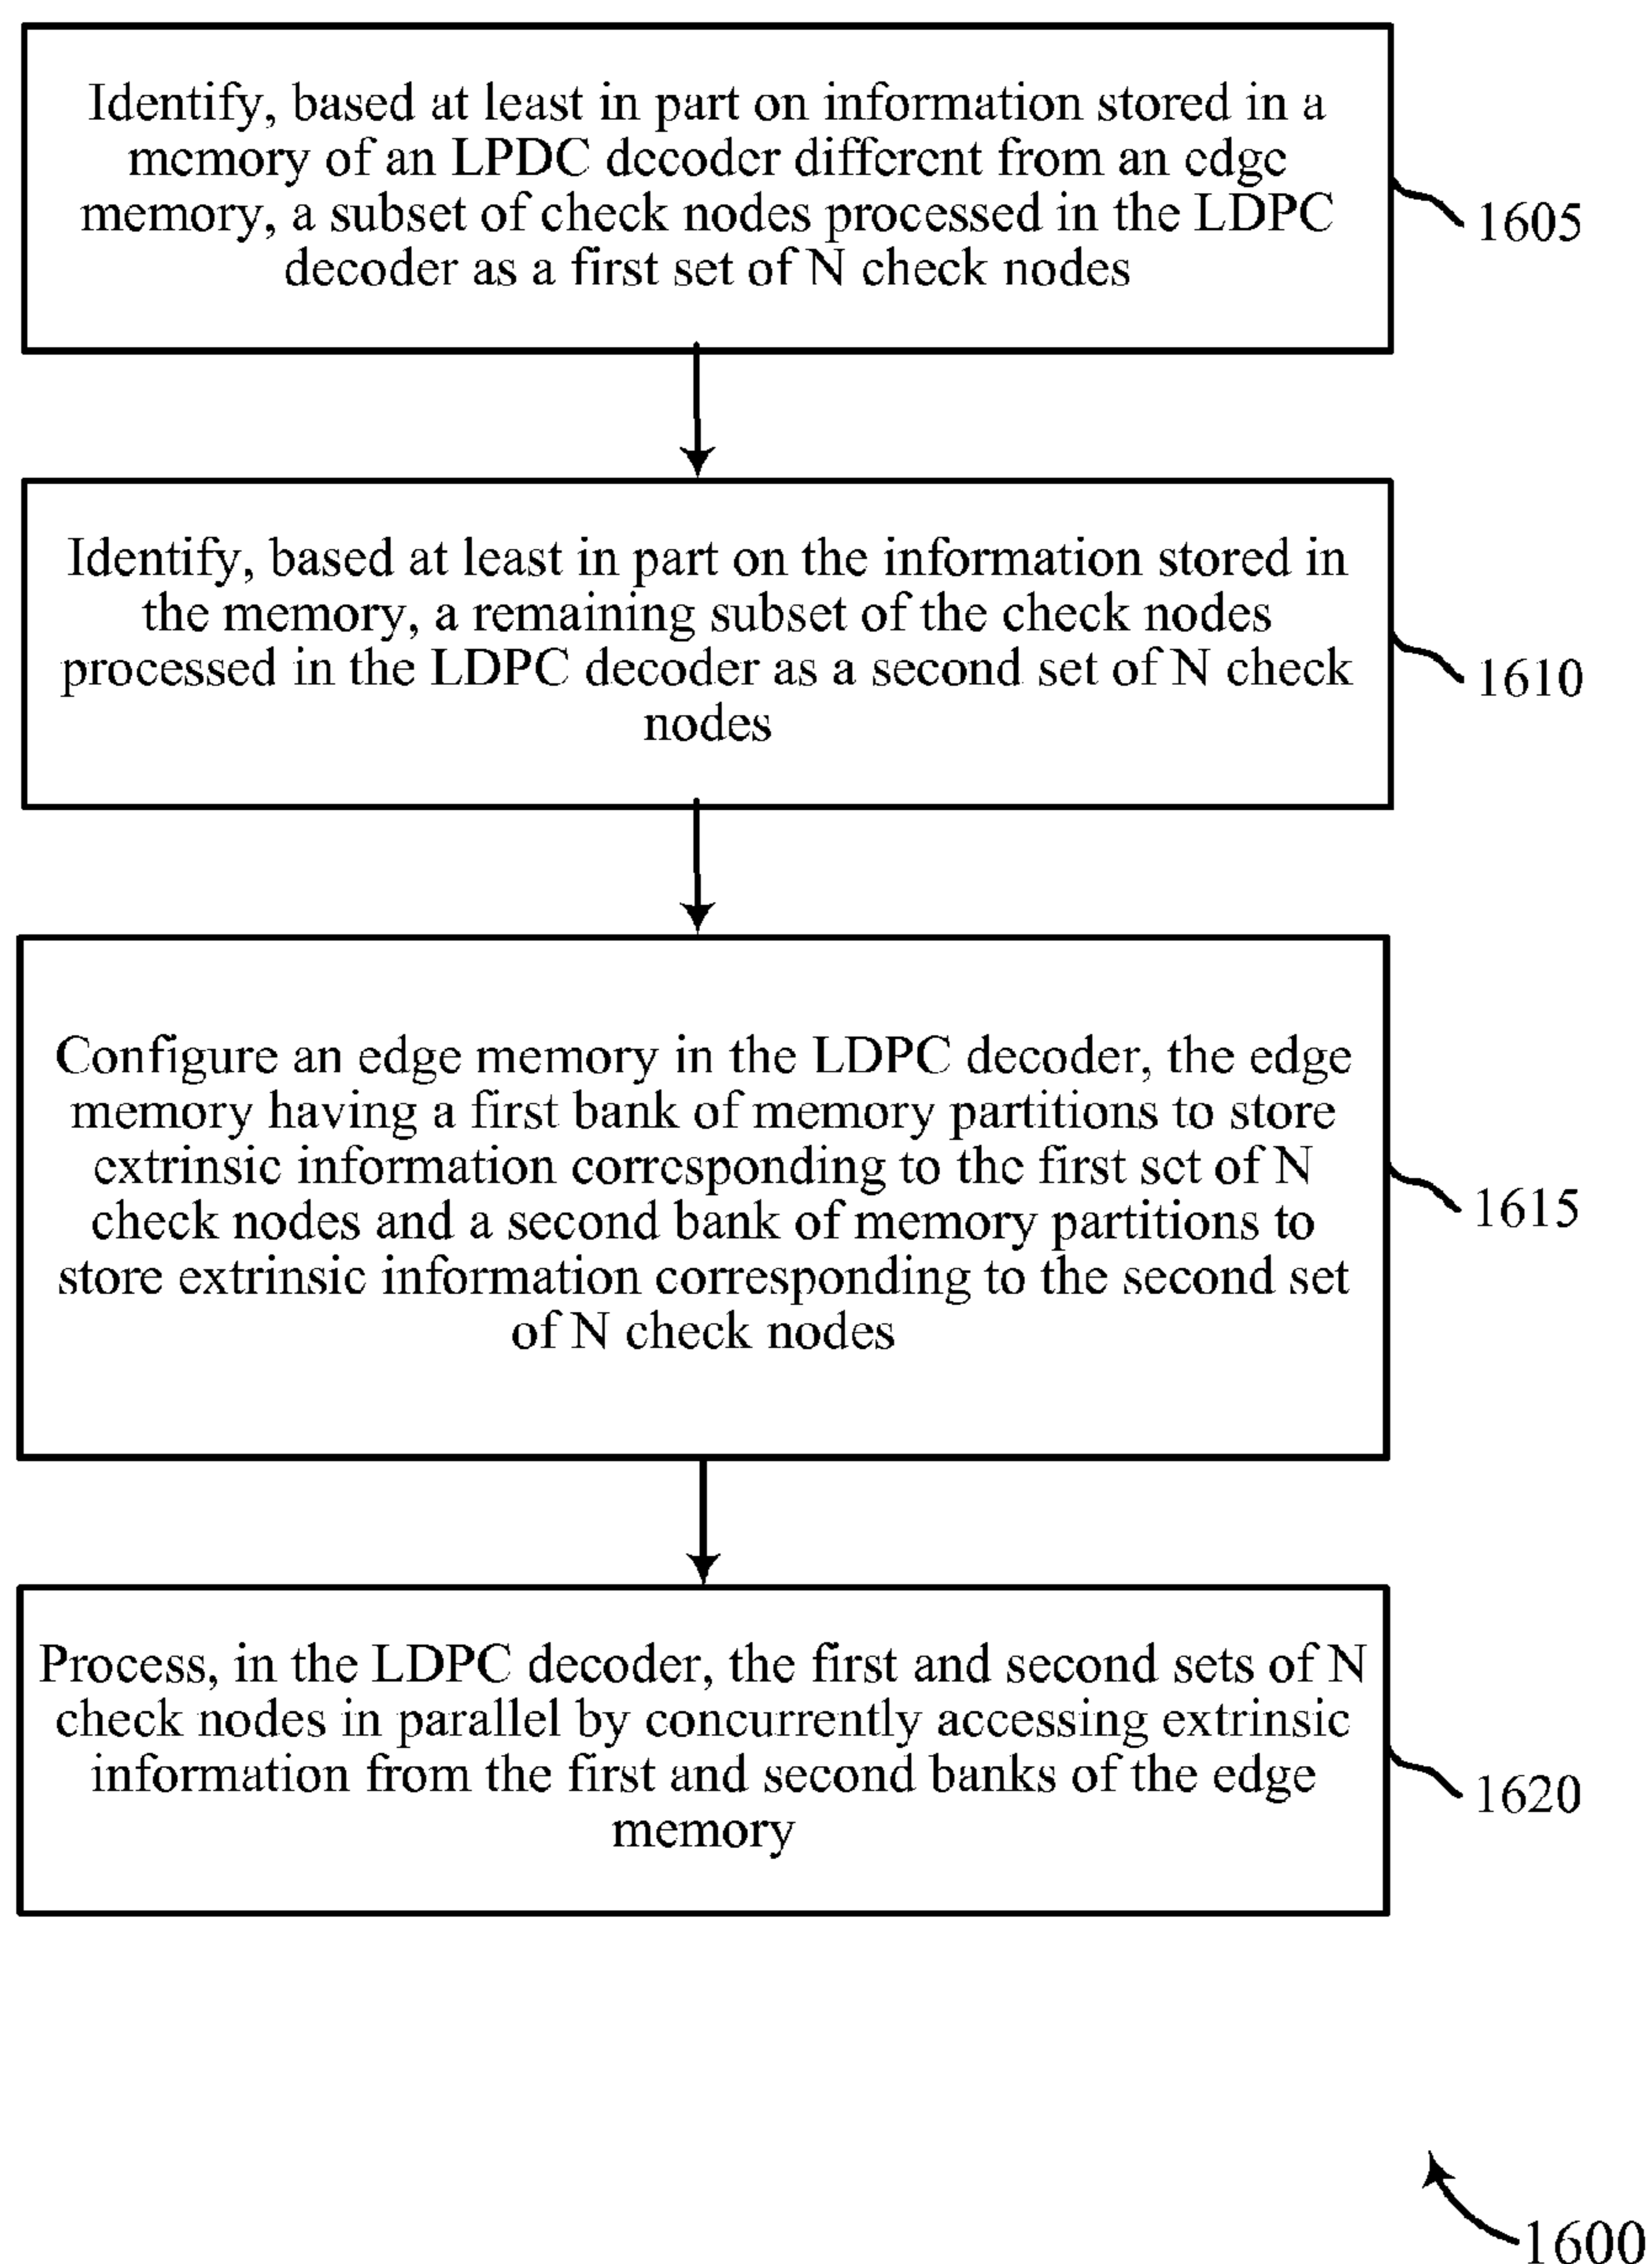 Identify, based at least in part on information stored in a
memory of an LPDC decoder different from an edge
memory, a subset of check nodes processed in the LDPC
decoder as a first set of N check nodes
1605
Identify, based at least in part on the information stored in
the memory, a remaining subset of the check nodes
processed in the LDPC decoder as a second set of N check
nodes
1610
Configure an edge memory in the LDPC decoder, the edge
memory having a first bank of memory partitions to store
extrinsic information corresponding to the first set of N
check nodes and a second bank of memory partitions to
store extrinsic information corresponding to the second set
of N check nodes
1615
Process, in the LDPC decoder, the first and second sets of N
check nodes in parallel by concurrently accessing extrinsic
information from the first and second banks of the edge
memory
1620
1600